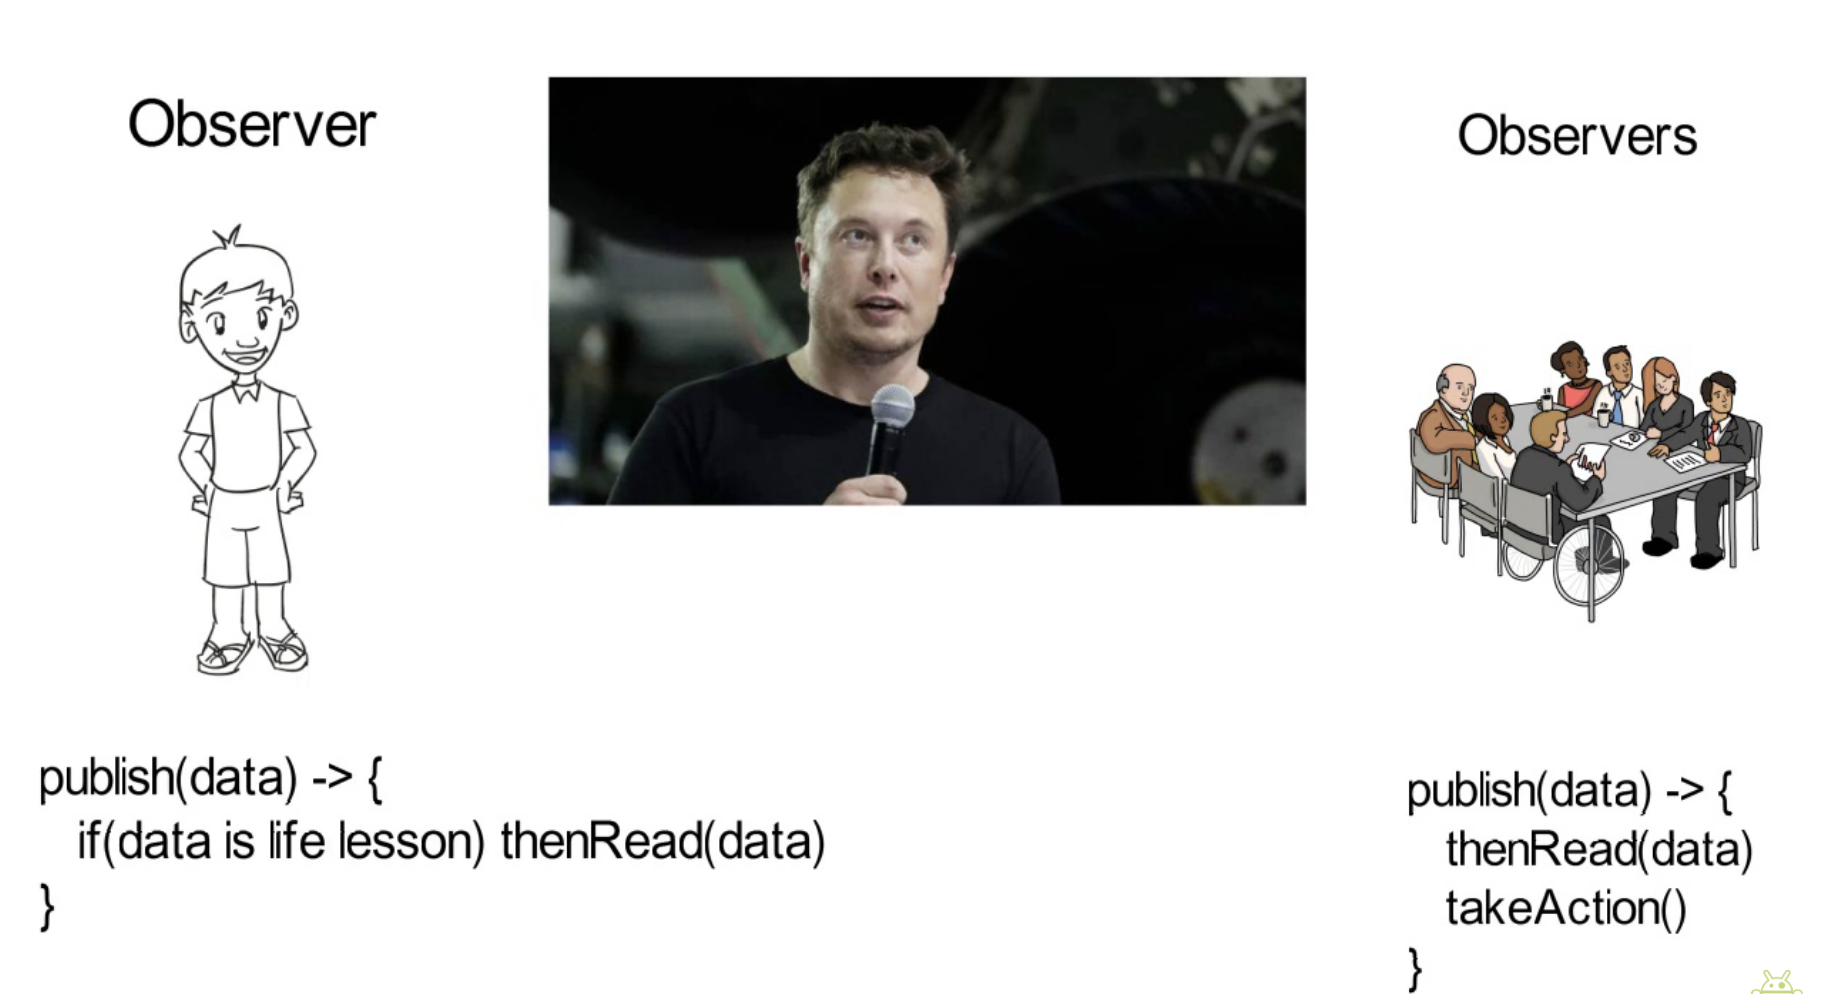 Observer
Observers
publish(data) -> {
if(data is life lesson) thenRead(data)
}
publish(data) -> {
thenRead(data)
takeAction()
}